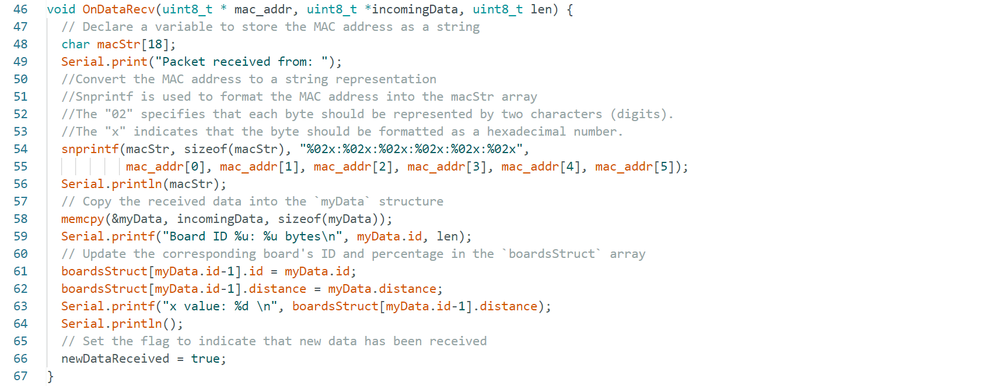 46 void OnDataRecv(uint8_t * mac_addr, uint8_t *incomingData, uint8_t len) {
47 // Declare a variable to store the MAC address as a string
48 char macStr[18];
49 Serial.print("Packet received from: ");
50 //Convert the MAC address to a string representation
51 //Snprintf is used to format the MAC address into the macStr array
52 //The "02" specifies that each byte should be represented by two characters (digits).
53 //The "x" indicates that the byte should be formatted as a hexadecimal number.
54 snprintf(macStr, sizeof(macStr), "%02x:%02x:%02x:%02x:%02x:%02x",
55 mac_addr[0], mac_addr[1], mac_addr[2], mac_addr[3], mac_addr[4], mac_addr[5]);
56 Serial.println(macStr);
57 // Copy the received data into the `myData` structure
58 memcpy(&myData, incomingData, sizeof(myData));
59 Serial.printf("Board ID %u: %u bytes\n", myData.id, len);
60 // Update the corresponding board's ID and percentage in the `boardsStruct` array
61 boardsStruct[myData.id-1].id = myData.id;
62 boardsStruct[myData.id-1].distance = myData.distance;
63 Serial.printf("x value: %d \n", boardsStruct[myData.id-1].distance);
64 Serial.println();
65 // Set the flag to indicate that new data has been received
66 newDataReceived = true;
67 }